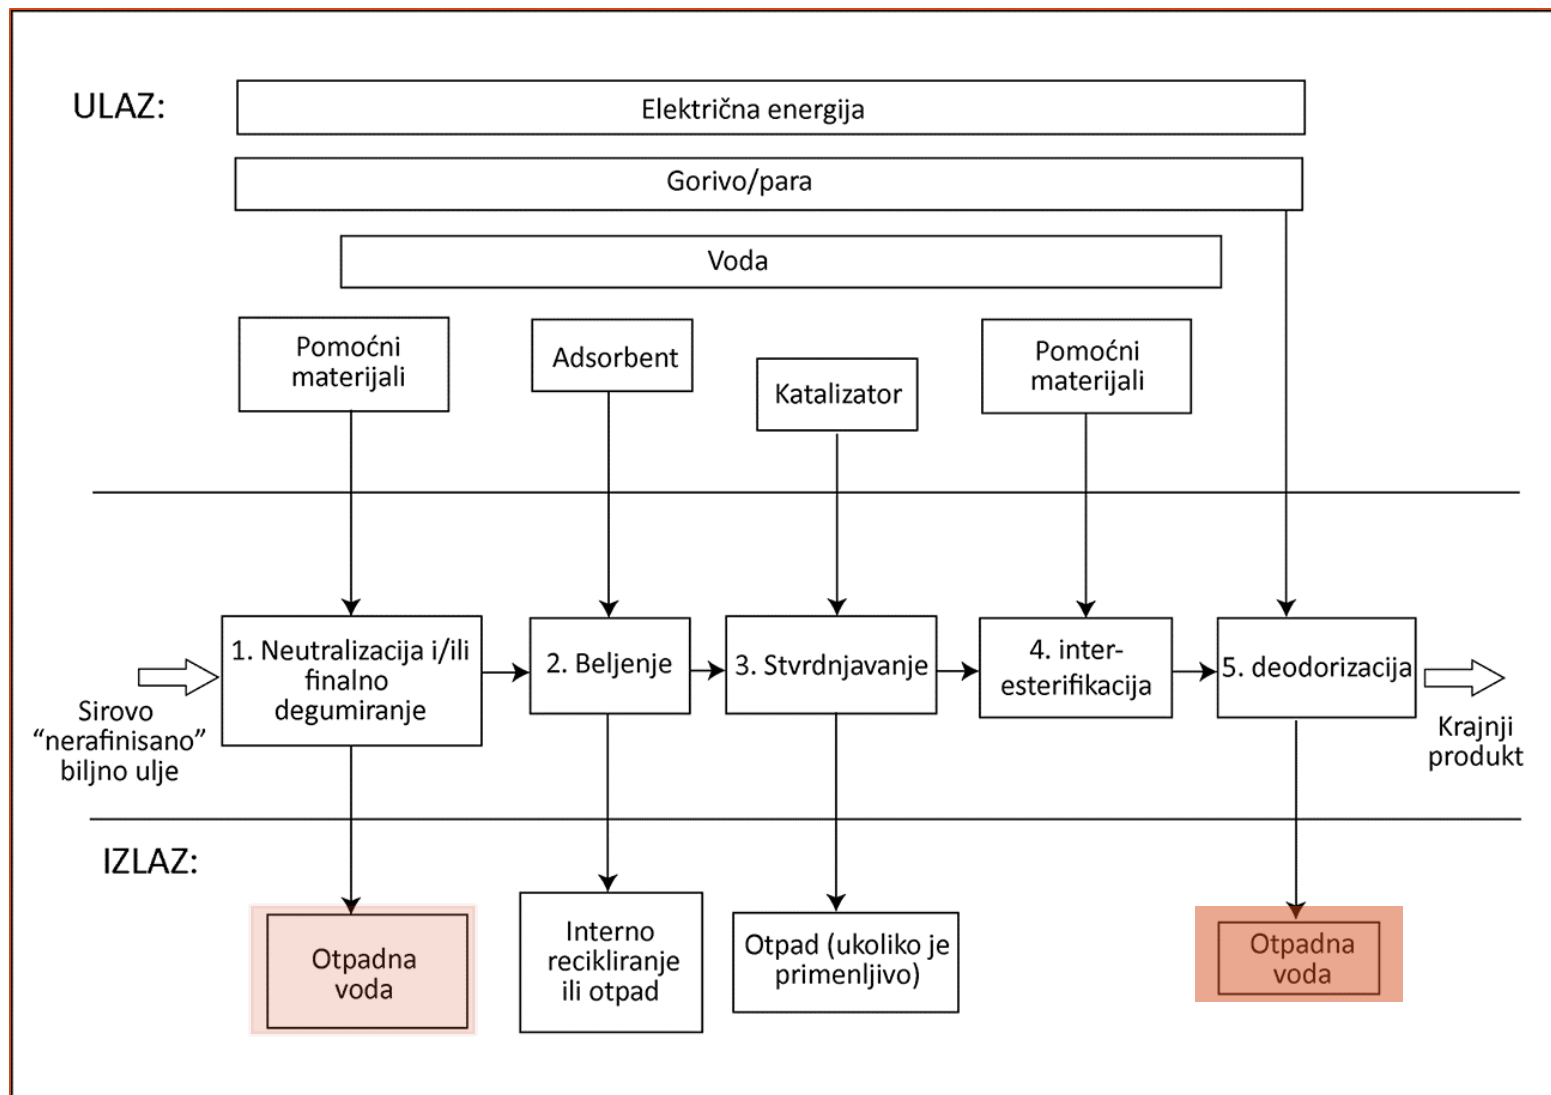 ULAZ:
Električna energija
Gorivo/para
Voda
Pomoćni
materijali
Adsorbent
Katalizator
Pomoćni
materijali
1. Neutralizacija i/ili
finalno
degumiranje
2. Beljenje
3. Stvrdnjavanje
4. inter-
esterifikacija
5. deodorizacija
Sirovo
“nerafinisano”
biljno ulje
Krajnji
produkt
IZLAZ:
Otpadna
voda
Interno
recikliranje
ili otpad
Otpad (ukoliko je
primenljivo)
Otpadna
voda